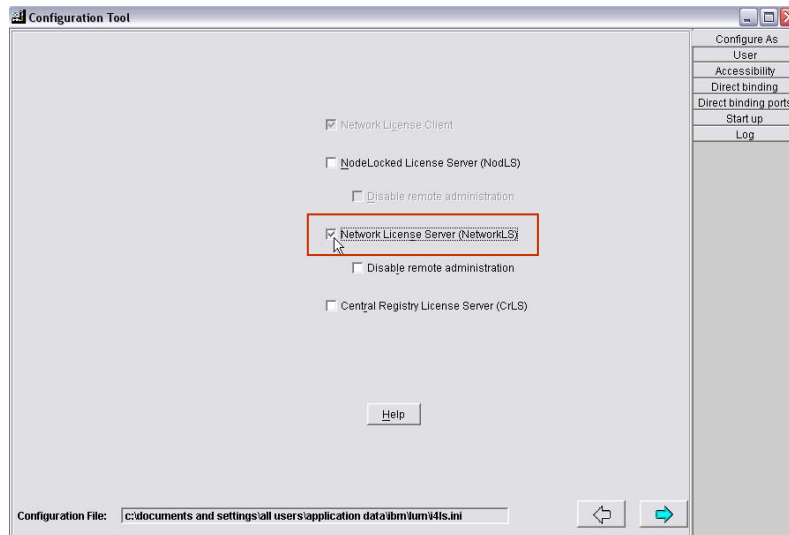 Configuration Tool
Configure As
User
Accessibility
Direct binding
Direct binding ports
Start up
Log
Network License Client
NodeLocked License Server (NodLS)
Disable remote administration
Network License Server (NetworkLS)
Disable remote administration
Central Registry License Server (CrLS)
Help
Configuration File: c:\documents and settings\all users\application data\ibm\lum\i4ls.ini